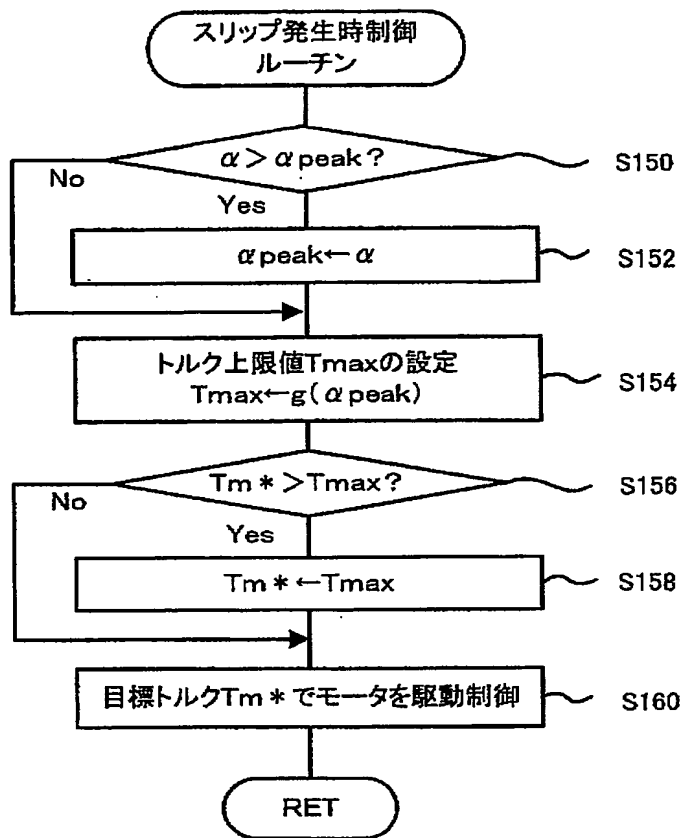 スリップ発生時制御
ルーチン
α＞αpeak？
S150
No
Yes
αpeak←α
S152
トルク上限値Tmaxの設定
Tmax←g(αpeak)
S154
Tm*＞Tmax？
S156
No
Yes
Tm*←Tmax
S158
目標トルクTm*でモータを駆動制御
S160
RET